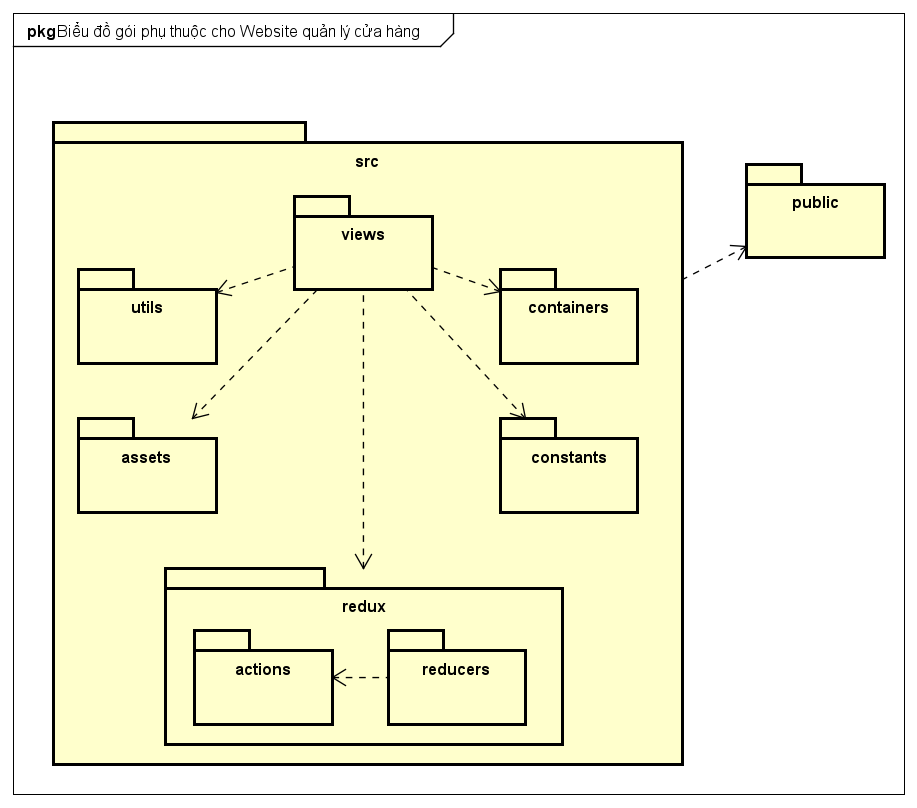 pkgBiểu đồ gói phụ thuộc cho Website quản lý cửa hàng
src
public
views
utils
containers
assets
constants
redux
actions
reducers